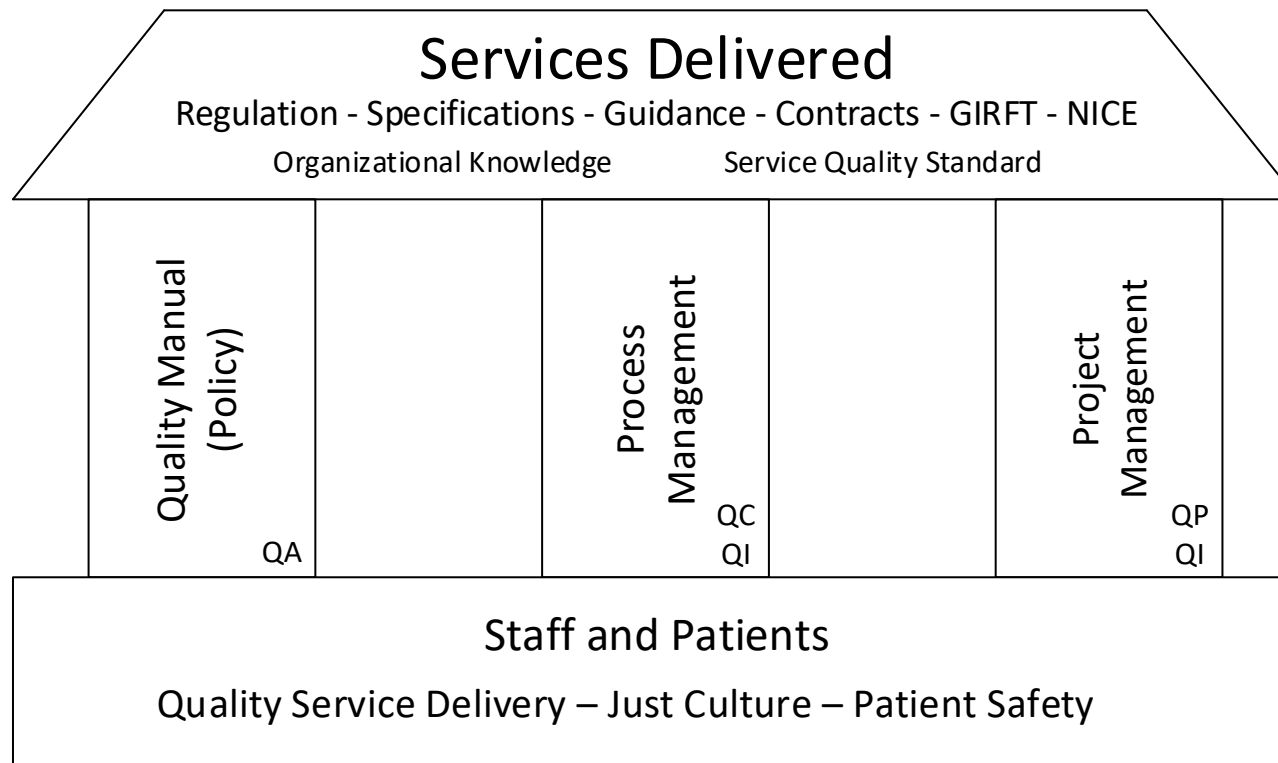 Services Delivered
Regulation - Specifications - Guidance - Contracts - GIRFT - NICE
Organizational Knowledge
Service Quality Standard
Quality Manual
(Policy)
QA
Process
Management
QC
QI
Project
Management
QP
QI
Staff and Patients
Quality Service Delivery – Just Culture – Patient Safety